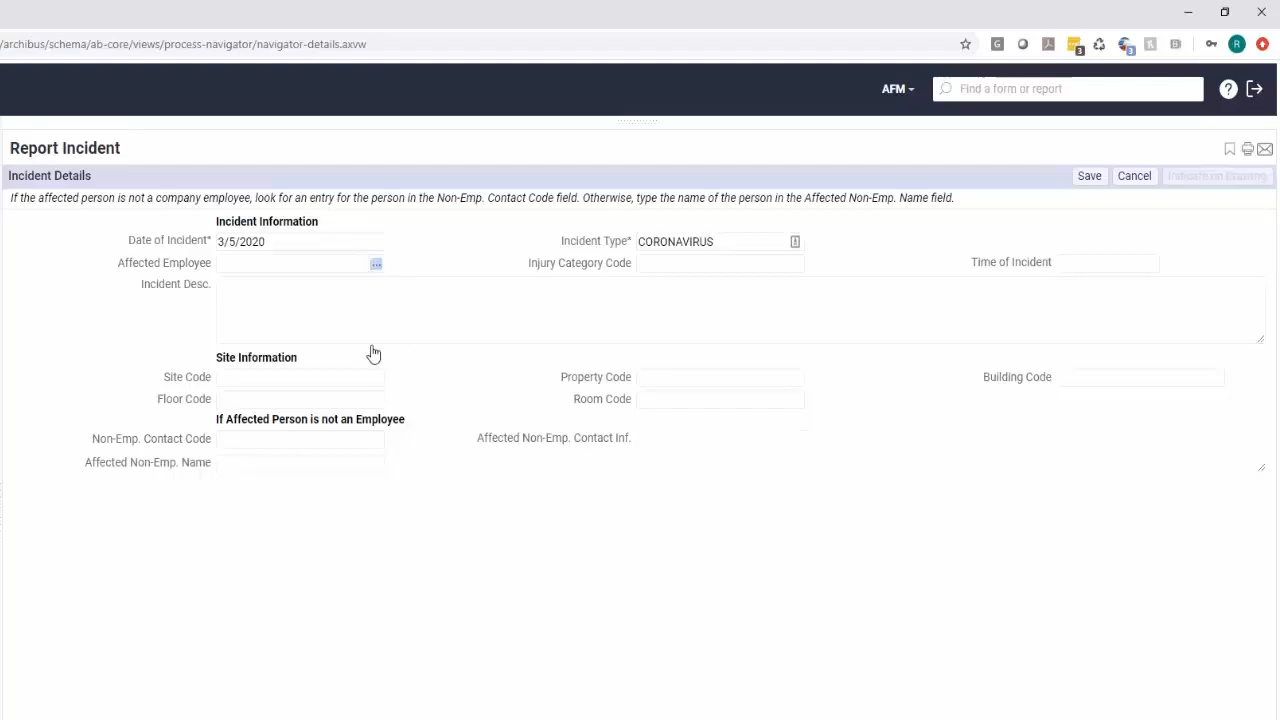 /archibus/schema/ab-core/views/process-navigator/navigator-details.axvw
3
3
R
AFM
Find a form or report
?
Report Incident
Incident Details
Save Cancel
If the affected person is not a company employee, look for an entry for the person in the Non-Emp. Contact Code field. Otherwise, type the name of the person in the Affected Non-Emp. Name field.
Incident Information
Date of Incident* 3/5/2020 Incident Type* CORONAVIRUS
Affected Employee ... Injury Category Code Time of Incident
Incident Desc.
Site Information
Site Code Property Code Building Code
Floor Code Room Code
If Affected Person is not an Employee
Non-Emp. Contact Code Affected Non-Emp. Contact Inf.
Affected Non-Emp. Name